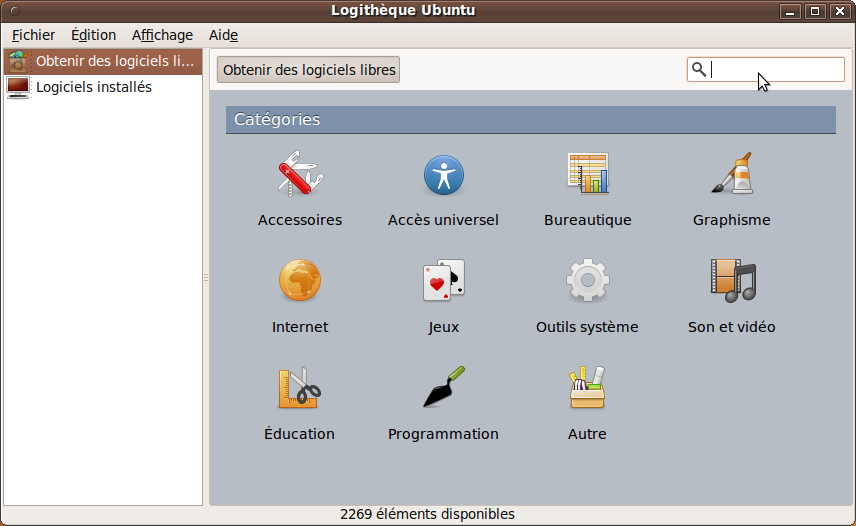 Logithèque Ubuntu
Fichier Édition Affichage Aide
Obtenir des logiciels li...
Logiciels installés
Obtenir des logiciels libres
Catégories
Accessoires Accès universel Bureautique Graphisme
Internet Jeux Outils système Son et vidéo
Éducation Programmation Autre
2269 éléments disponibles